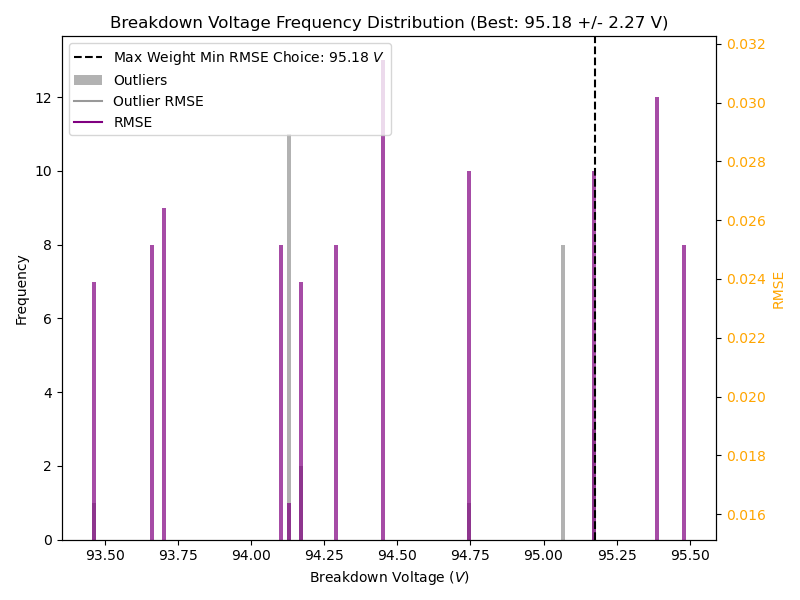 Breakdown Voltage Frequency Distribution (Best: 95.18 +/- 2.27 V)
Max Weight Min RMSE Choice: 95.18 V
Outliers
Outlier RMSE
RMSE
Frequency
12
10
8
6
4
2
0
0.032
0.030
0.028
0.026
0.024
0.022
0.020
0.018
0.016
RMSE
93.50 93.75 94.00 94.25 94.50 94.75 95.00 95.25 95.50
Breakdown Voltage (V)